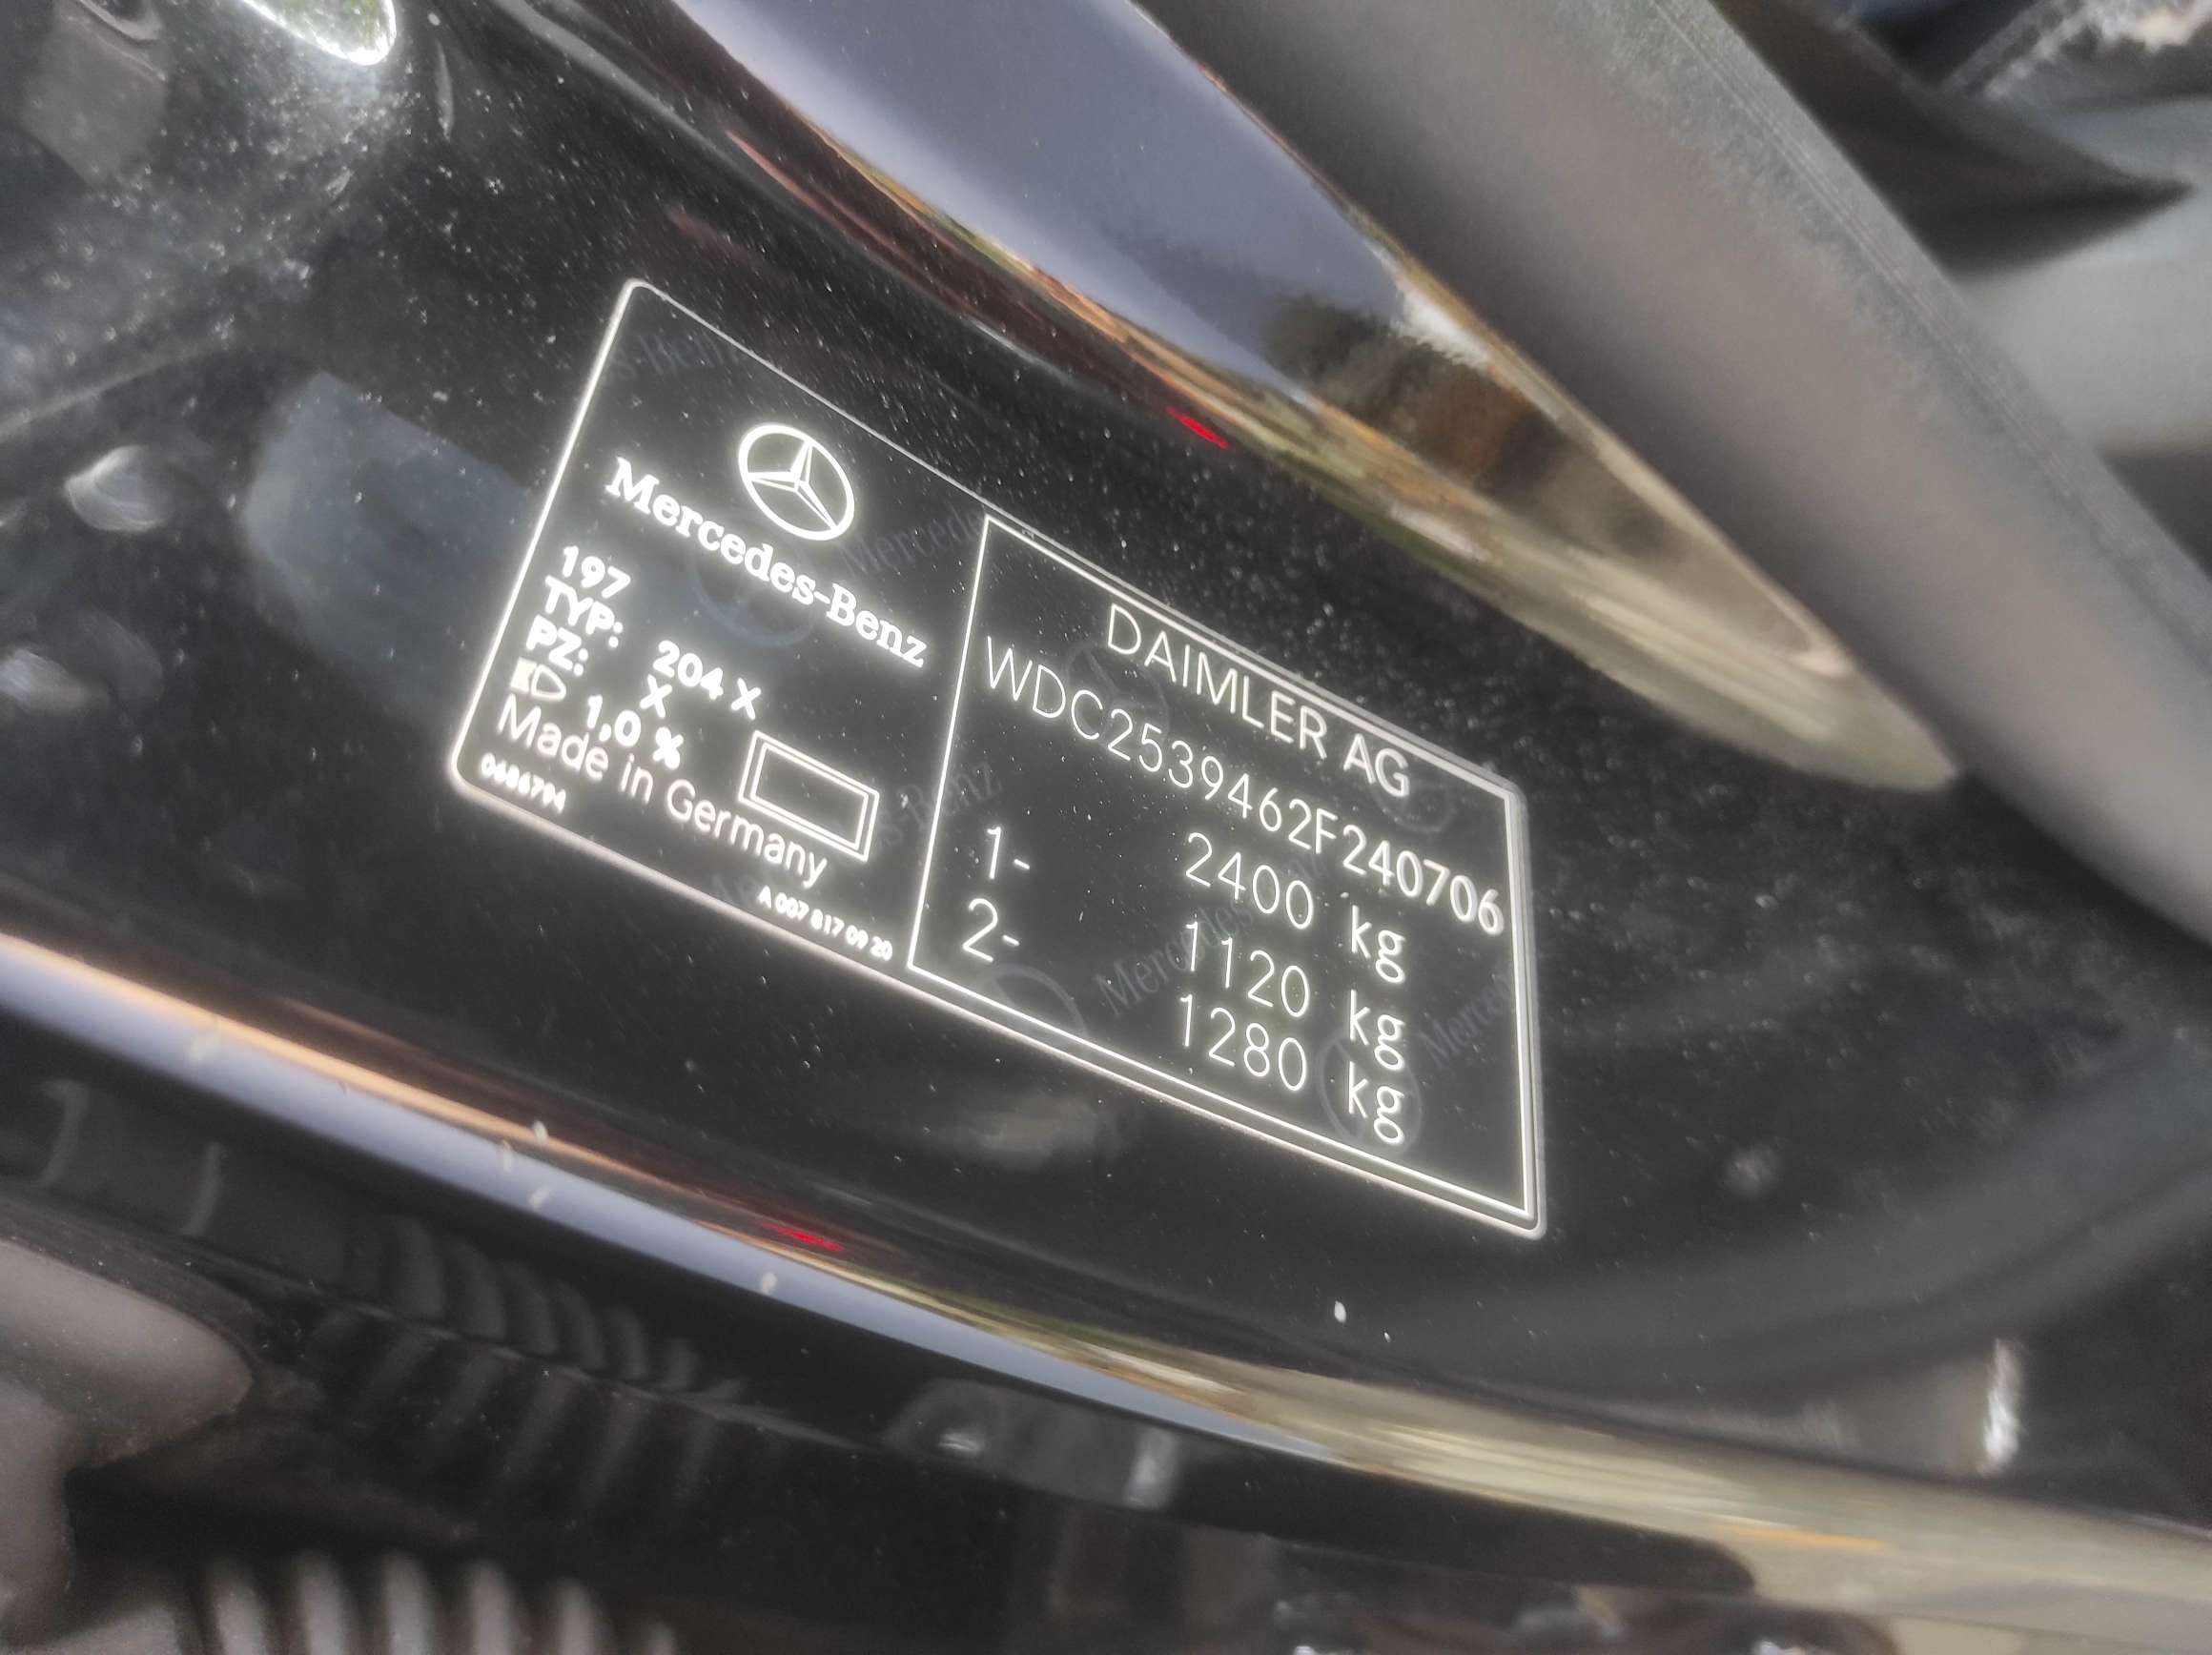 Mercedes-Benz
197
TYP: 204 X
PZ: X
1,0 %
Made in Germany
0686794
A 007 817 09 20
DAIMLER AG
WDC2539462F240706
2400 kg
1- 1120 kg
2- 1280 kg